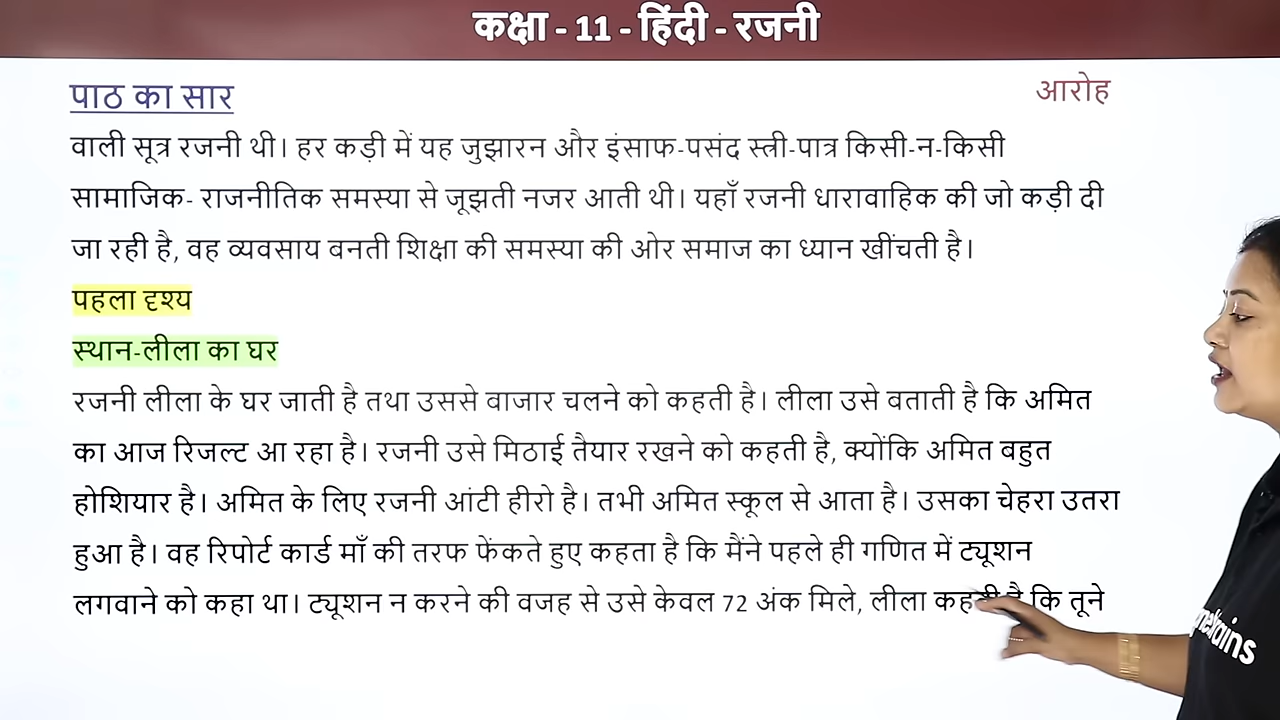 कक्षा - 11 - हिंदी - रजनी
पाठ का सार
आरोह
वाली सूत्र रजनी थी। हर कड़ी में यह जुझारन और इंसाफ-पसंद स्त्री-पात्र किसी-न-किसी
सामाजिक- राजनीतिक समस्या से जूझती नजर आती थी। यहाँ रजनी धारावाहिक की जो कड़ी दी
जा रही है, वह व्यवसाय बनती शिक्षा की समस्या की ओर समाज का ध्यान खींचती है।
पहला दृश्य
स्थान-लीला का घर
रजनी लीला के घर जाती है तथा उससे बाजार चलने को कहती है। लीला उसे बताती है कि अमित
का आज रिजल्ट आ रहा है। रजनी उसे मिठाई तैयार रखने को कहती है, क्योंकि अमित बहुत
होशियार है। अमित के लिए रजनी आंटी हीरो है। तभी अमित स्कूल से आता है। उसका चेहरा उतरा
हुआ है। वह रिपोर्ट कार्ड माँ की तरफ फेंकते हुए कहता है कि मैंने पहले ही गणित में ट्यूशन
लगवाने को कहा था। ट्यूशन न करने की वजह से उसे केवल 72 अंक मिले, लीला कहती है कि तूने